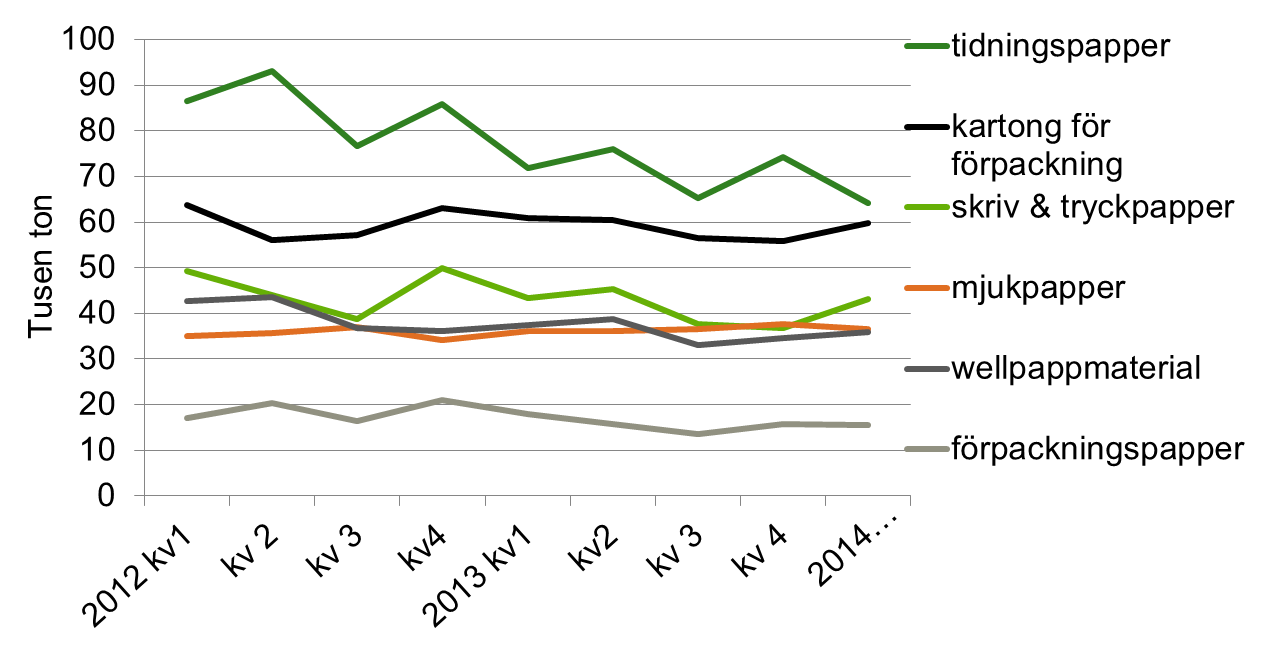 100
90
80
70
60
50
40
30
20
10
0
Tusen ton
2012 kv1
kv 2
kv 3
kv4
2013 kv1
kv2
kv 3
kv 4
2014...
tidningspapper
kartong för
förpackning
skriv & tryckpapper
mjukpapper
wellpappmaterial
förpackningspapper